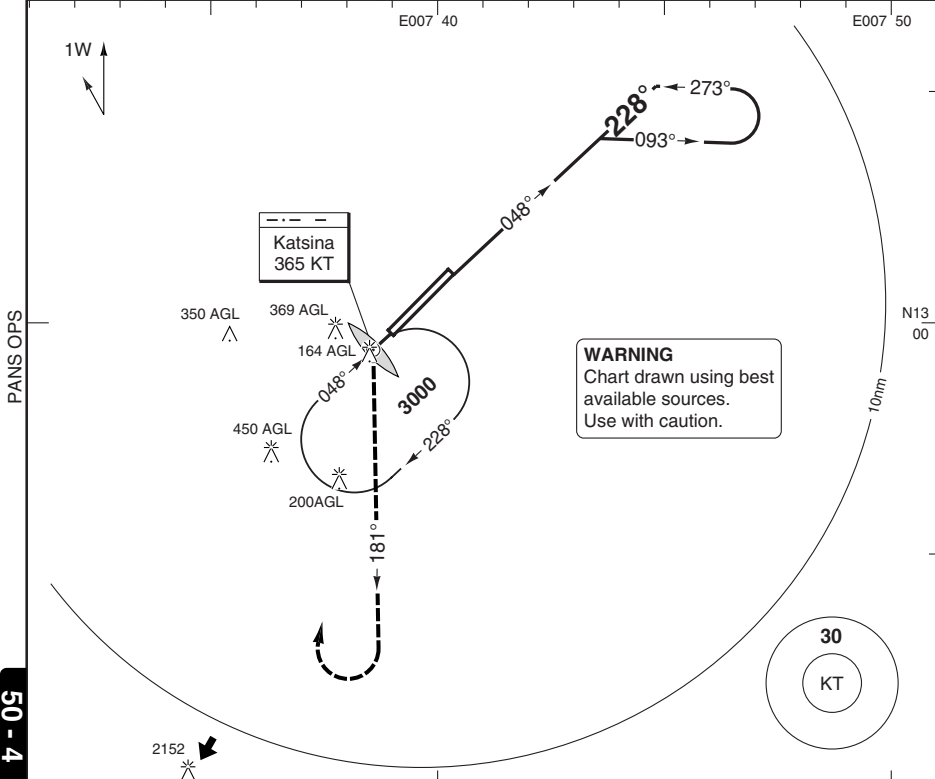 E007 40
E007 50
1W
273°
228°
093°
048°
Katsina
365 KT
350 AGL
369 AGL
N13
00
164 AGL
PANS OPS
WARNING
Chart drawn using best
available sources.
Use with caution.
048°
3000
10nm
450 AGL
228°
200AGL
181°
30
KT
50 - 4
2152